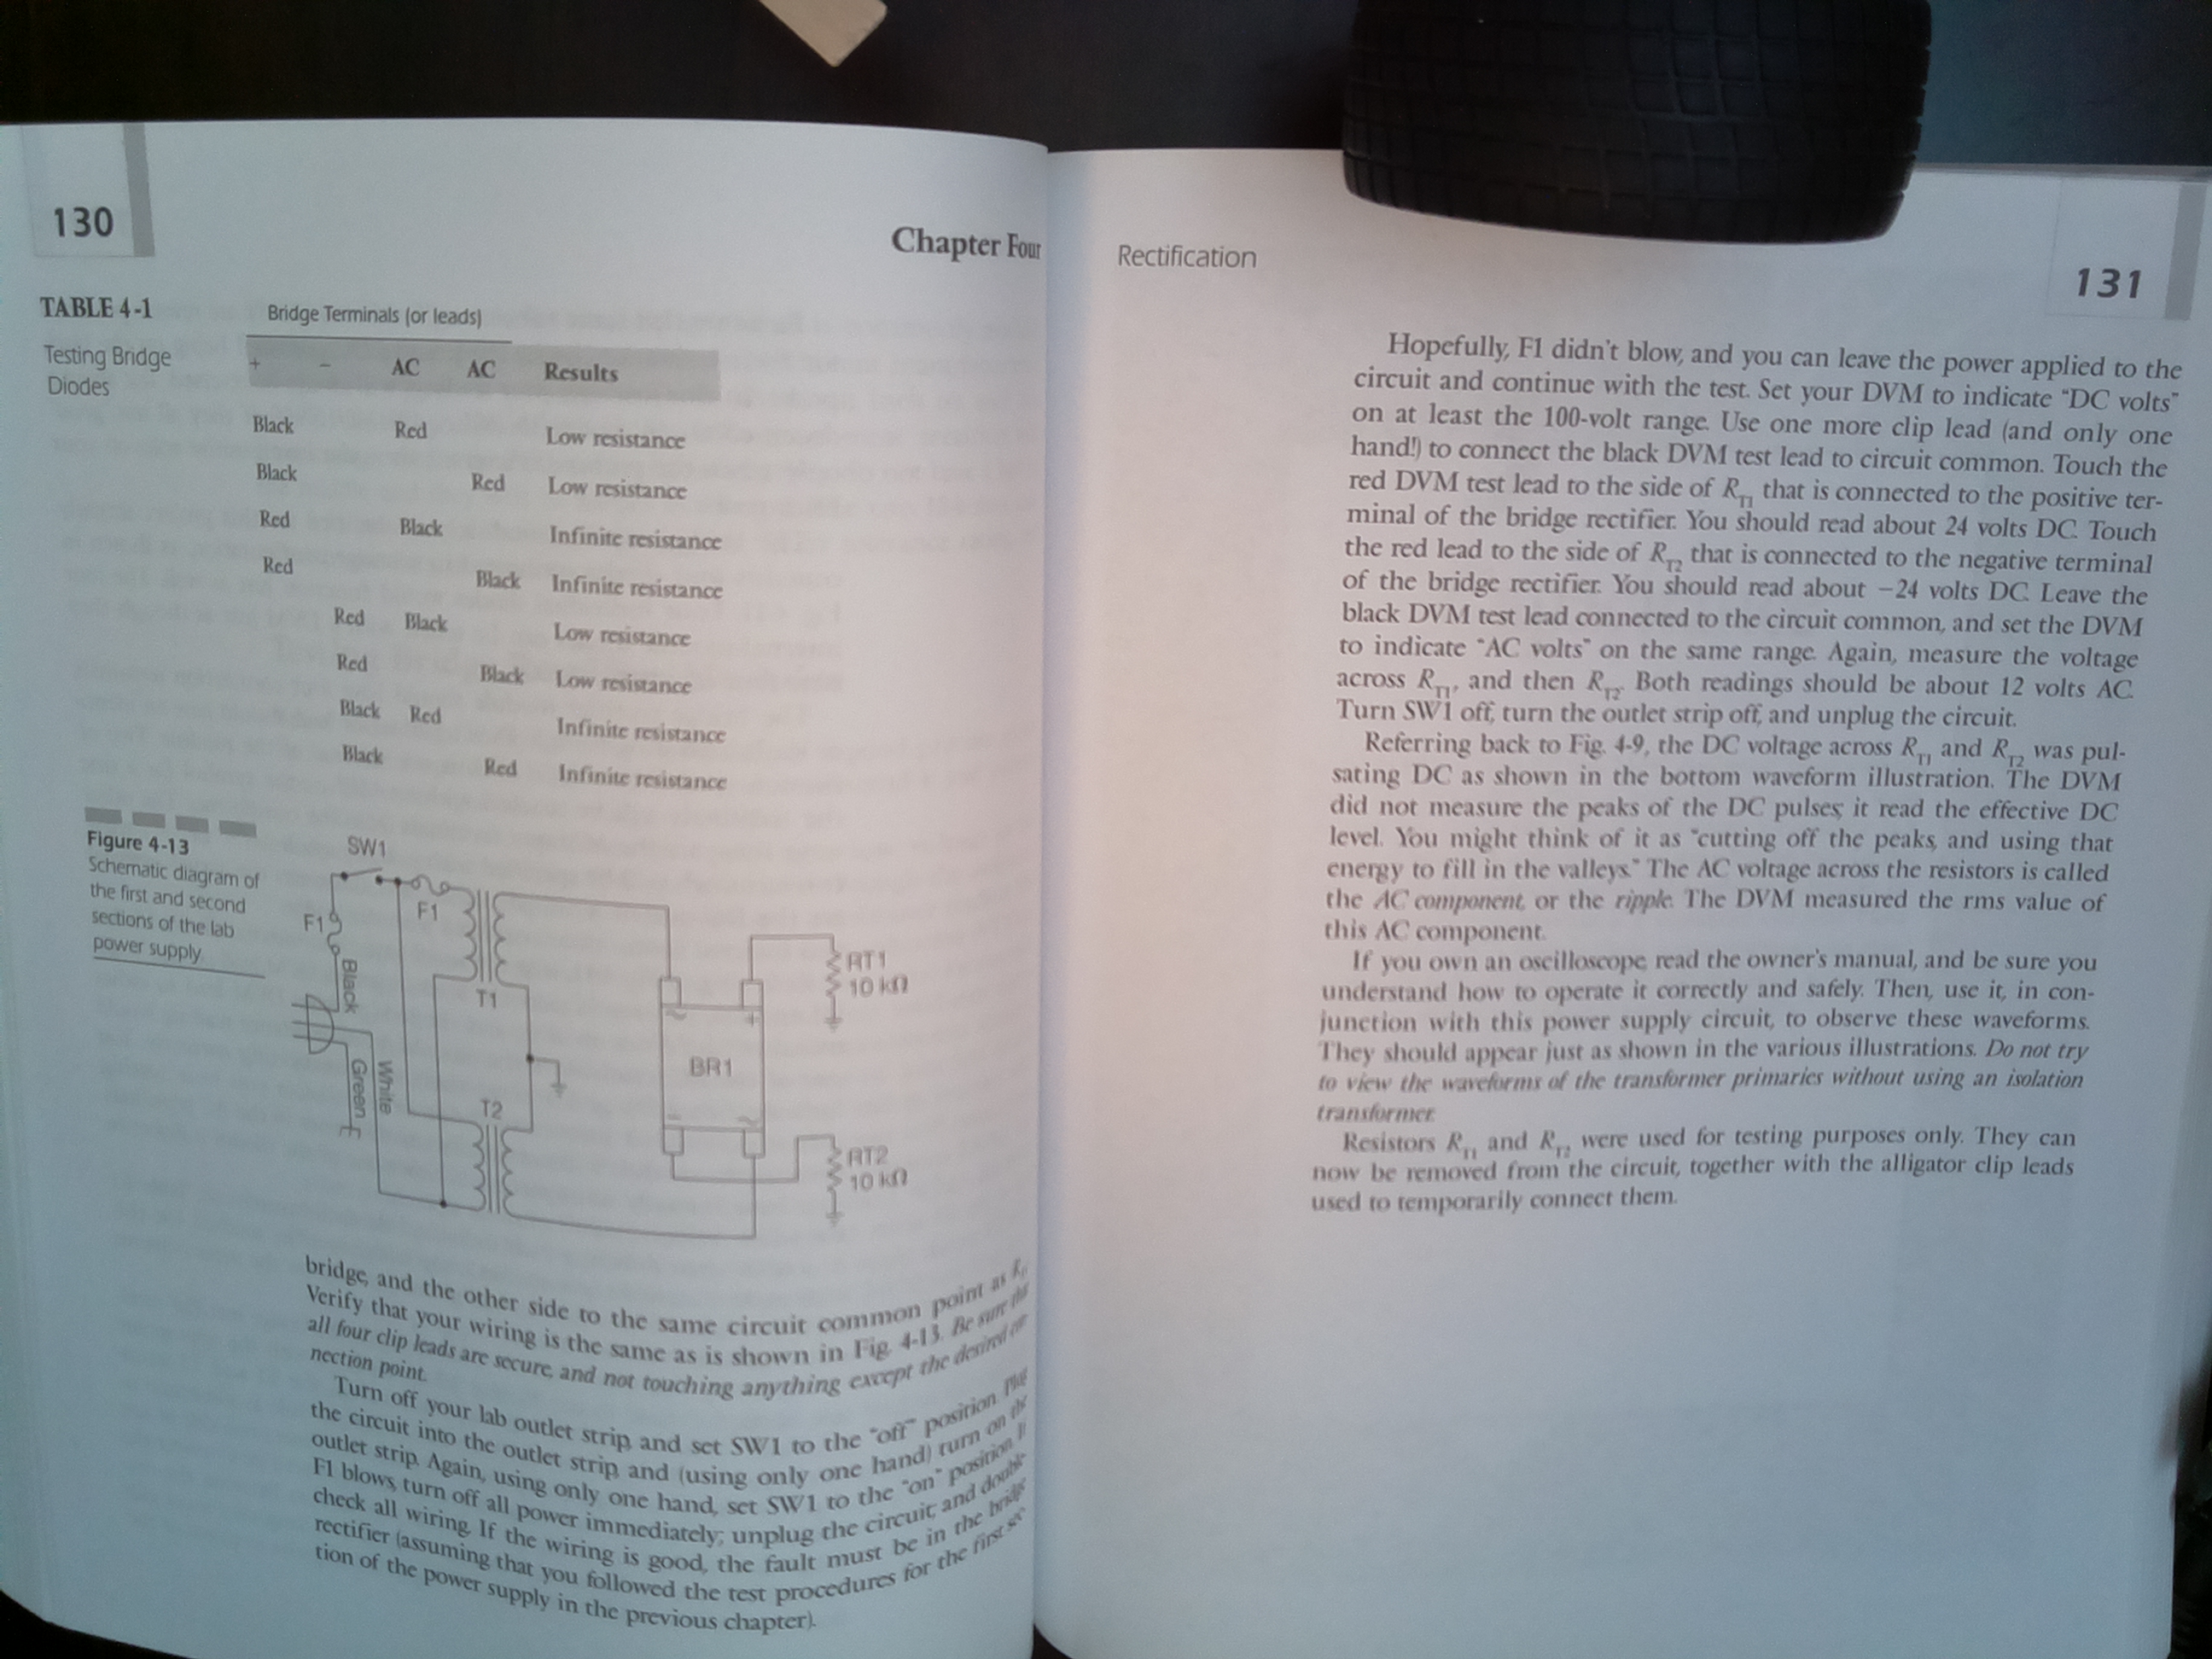 130
Chapter Four
TABLE 4-1
Testing Bridge
Diodes
Bridge Terminals (or leads)
+ − AC AC Results
Black Red Low resistance
Black Red Low resistance
Red Black Infinite resistance
Red Black Infinite resistance
Red Black Low resistance
Red Black Low resistance
Black Red Infinite resistance
Black Red Infinite resistance
Figure 4-13
Schematic diagram of
the first and second
sections of the lab
power supply.
SW1
F1
F1
Black
White
Green
T1
T2
BR1
~
+
−
~
RT1
10 kΩ
RT2
10 kΩ
bridge, and the other side to the same circuit common point as
Verify that your wiring is the same as is shown in Fig. 4-13. Be sure that
all four clip leads are secure, and not touching anything except the desired con-
nection point.
Turn off your lab outlet strip, and set SW1 to the "off" position. Plug
the circuit into the outlet strip, and (using only one hand) turn on the
outlet strip. Again, using only one hand, set SW1 to the "on" position. If
F1 blows, turn off all power immediately; unplug the circuit; and double-
check all wiring. If the wiring is good, the fault must be in the bridge
rectifier (assuming that you followed the test procedures for the first sec-
tion of the power supply in the previous chapter).
Rectification
131
Hopefully, F1 didn't blow, and you can leave the power applied to the
circuit and continue with the test. Set your DVM to indicate "DC volts"
on at least the 100-volt range. Use one more clip lead (and only one
hand!) to connect the black DVM test lead to circuit common. Touch the
red DVM test lead to the side of RT1 that is connected to the positive ter-
minal of the bridge rectifier. You should read about 24 volts DC. Touch
the red lead to the side of RT2 that is connected to the negative terminal
of the bridge rectifier. You should read about −24 volts DC. Leave the
black DVM test lead connected to the circuit common, and set the DVM
to indicate "AC volts" on the same range. Again, measure the voltage
across RT1, and then RT2. Both readings should be about 12 volts AC.
Turn SW1 off, turn the outlet strip off, and unplug the circuit.
Referring back to Fig. 4-9, the DC voltage across RT1 and RT2 was pul-
sating DC as shown in the bottom waveform illustration. The DVM
did not measure the peaks of the DC pulses; it read the effective DC
level. You might think of it as "cutting off the peaks, and using that
energy to fill in the valleys." The AC voltage across the resistors is called
the AC component, or the ripple. The DVM measured the rms value of
this AC component.
If you own an oscilloscope, read the owner's manual, and be sure you
understand how to operate it correctly and safely. Then, use it, in con-
junction with this power supply circuit, to observe these waveforms.
They should appear just as shown in the various illustrations. Do not try
to view the waveforms of the transformer primaries without using an isolation
transformer.
Resistors RT1 and RT2 were used for testing purposes only. They can
now be removed from the circuit, together with the alligator clip leads
used to temporarily connect them.